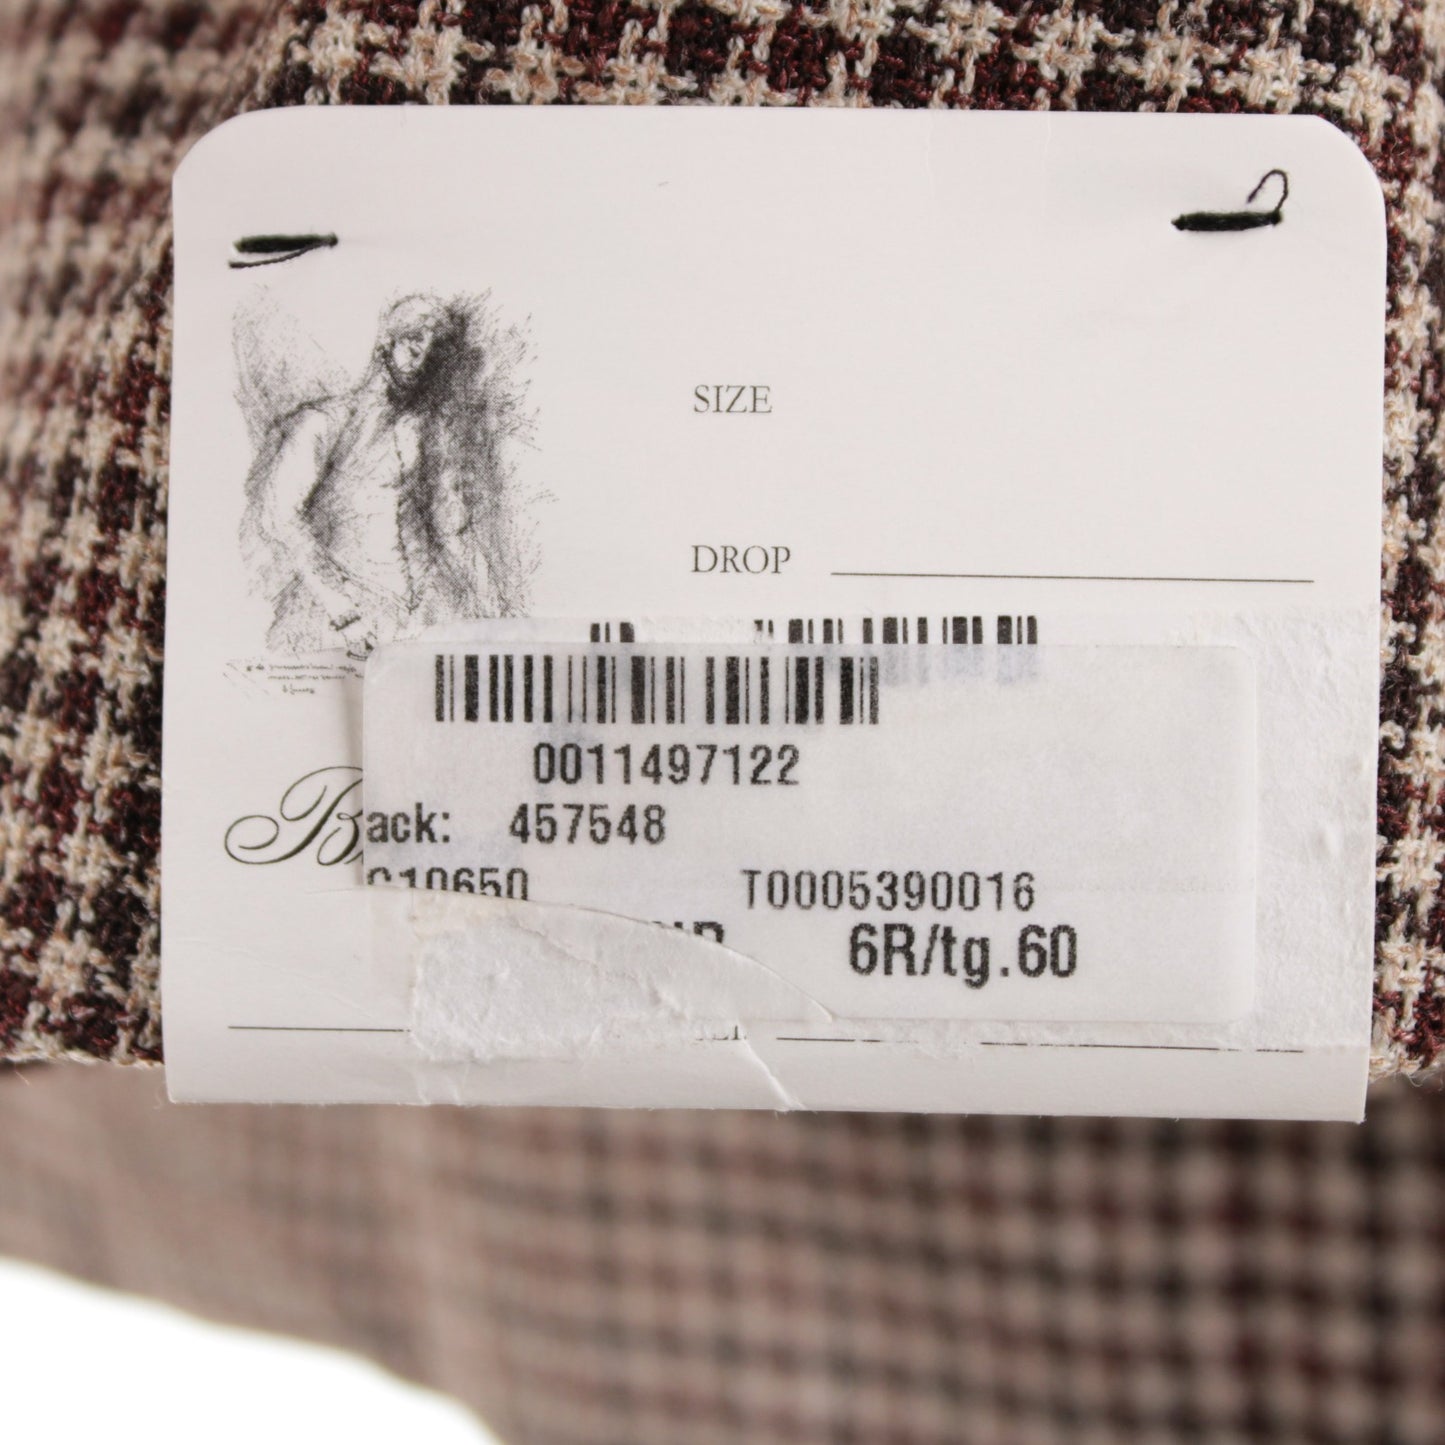 SIZE
DROP
0011497122
ack: 457548
T0005390016
6R/tg.60